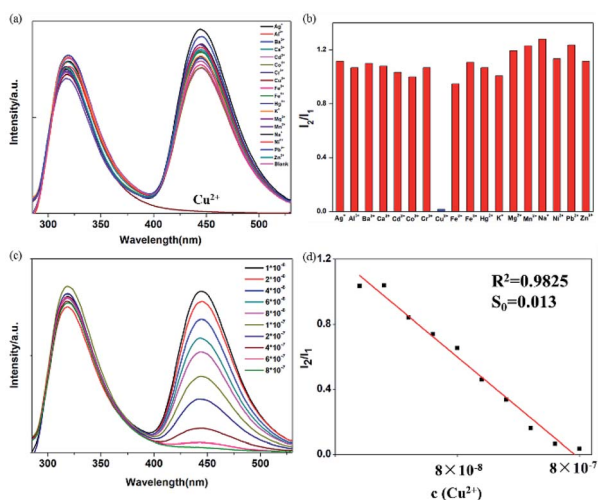 (a)
Intensity/a.u.
Ag⁺
Al³⁺
Ba²⁺
Ca²⁺
Cd²⁺
Co²⁺
Cr³⁺
Cu²⁺
Hg²⁺
K⁺
Mg²⁺
Mn²⁺
Na⁺
Ni²⁺
Pb²⁺
Zn²⁺
Blank
Cu²⁺
300 350 400 450 500
Wavelength(nm)
(b)
I₂/I₁
1.2
0.8
0.4
0.0
Ag⁺ Al³⁺ Ba²⁺ Ca²⁺ Cd²⁺ Co²⁺ Cr³⁺ Cu²⁺ Hg²⁺ K⁺ Mg²⁺ Mn²⁺ Na⁺ Ni²⁺ Pb²⁺ Zn²⁺
(c)
Intensity/a.u.
1*10⁻⁸
2*10⁻⁸
4*10⁻⁸
6*10⁻⁸
8*10⁻⁸
1*10⁻⁷
2*10⁻⁷
4*10⁻⁷
6*10⁻⁷
8*10⁻⁷
300 350 400 450 500
Wavelength(nm)
(d)
R²=0.9825
S₀=0.013
I₂/I₁
1.2
0.8
0.4
0.0
8×10⁻⁸ 8×10⁻⁷
c (Cu²⁺)